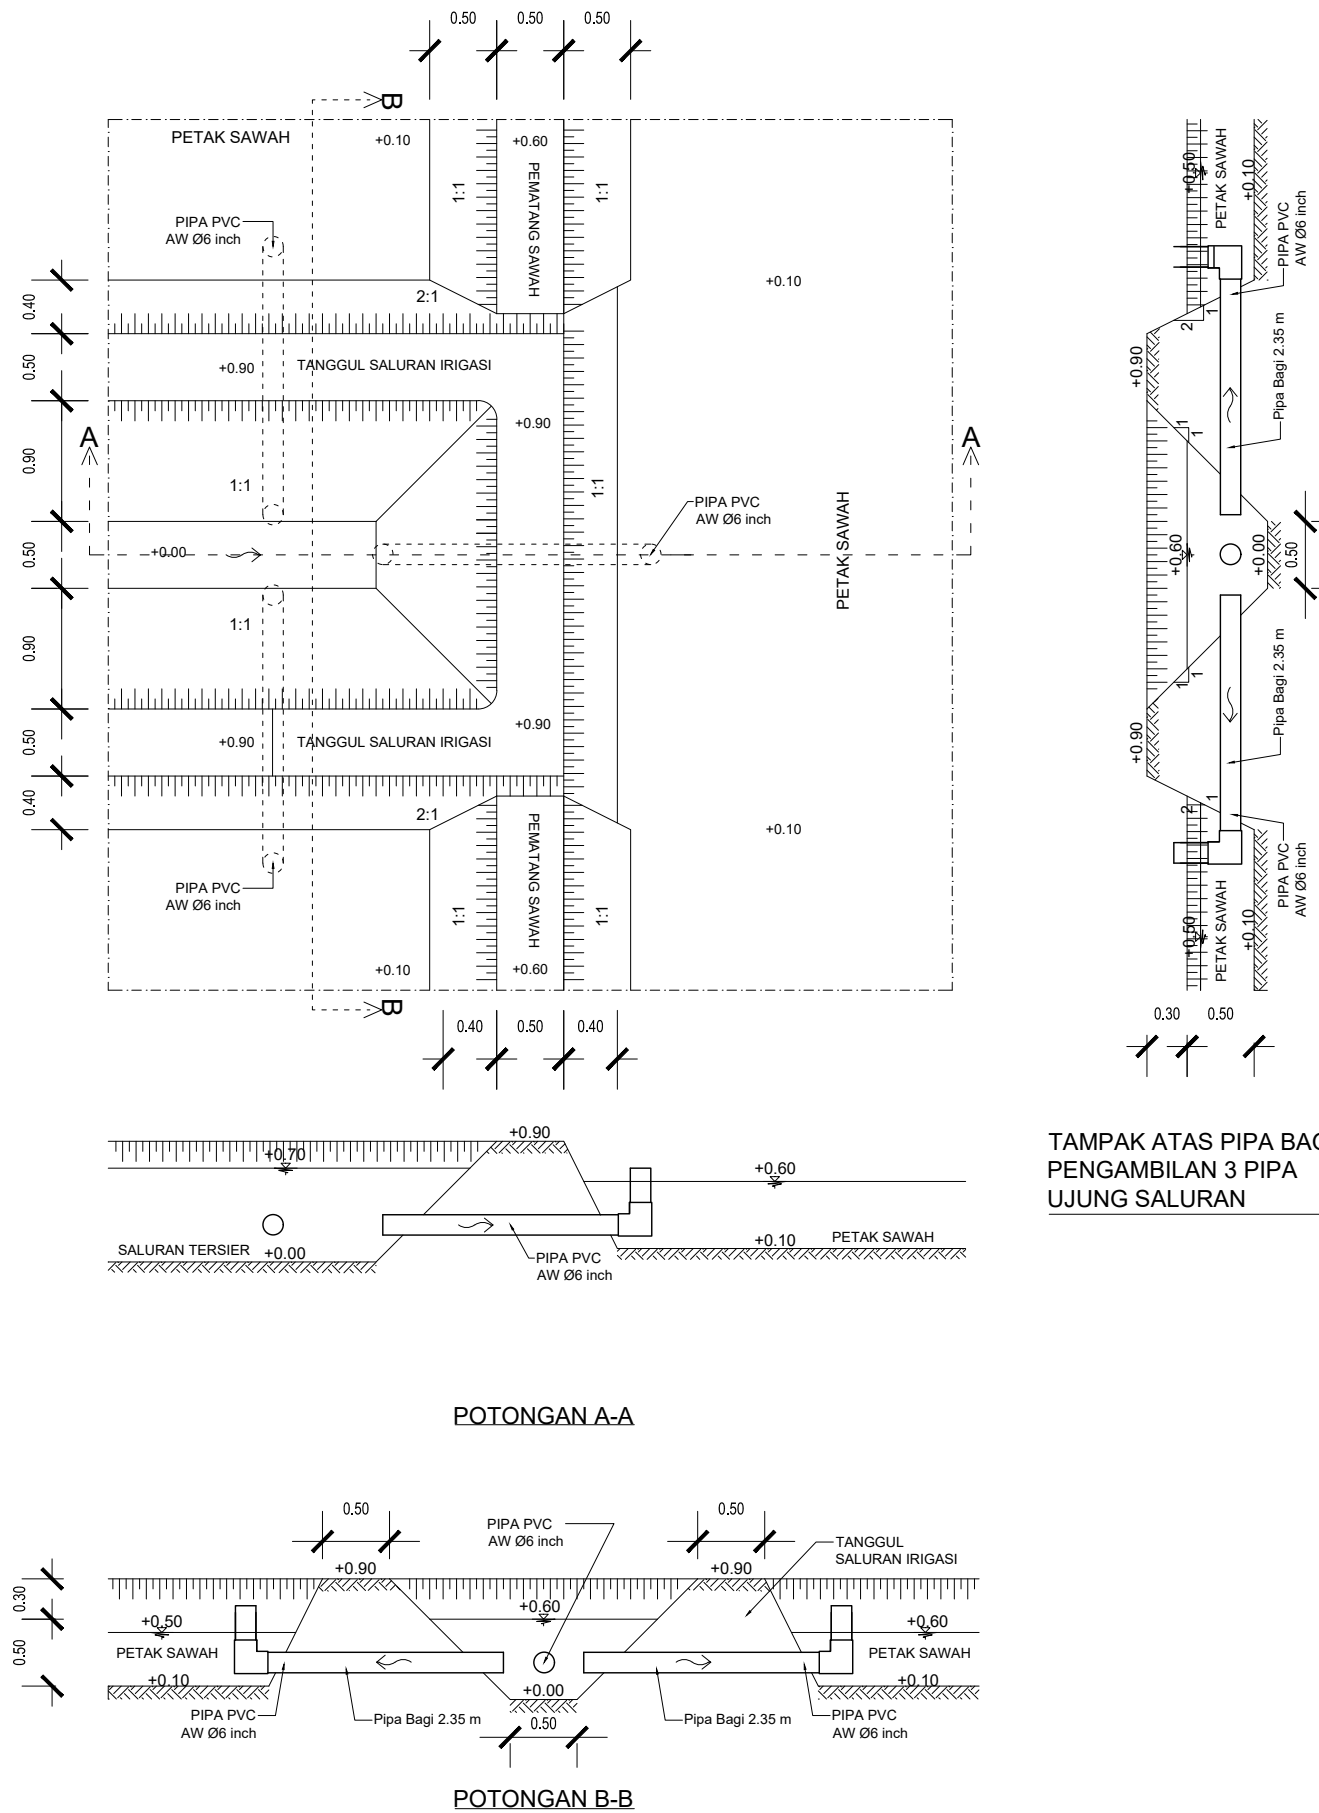 0.50
0.50
0.50
B
PETAK SAWAH
+0.10
+0.60
PEMATANG SAWAH
1:1
1:1
PIPA PVC
AW Ø6 inch
+0.10
2:1
0.40
0.50
0.90
0.50
0.90
0.50
0.40
+0.90
TANGGUL SALURAN IRIGASI
+0.90
A
A
1:1
1:1
PIPA PVC
AW Ø6 inch
PETAK SAWAH
+0.00
1:1
+0.90
+0.90
TANGGUL SALURAN IRIGASI
2:1
+0.10
PEMATANG SAWAH
PIPA PVC
AW Ø6 inch
1:1
1:1
+0.10
+0.60
B
0.40
0.50
0.40
+0.50
PETAK SAWAH
+0.10
PIPA PVC
AW Ø6 inch
2
1
+0.90
Pipa Bagi 2.35 m
1
1
+0.60
+0.00
0.50
1
1
Pipa Bagi 2.35 m
+0.90
2
1
PIPA PVC
AW Ø6 inch
+0.50
PETAK SAWAH
+0.10
0.30
0.50
TAMPAK ATAS PIPA BAG
PENGAMBILAN 3 PIPA
UJUNG SALURAN
+0.90
+0.70
+0.60
SALURAN TERSIER
+0.00
PIPA PVC
AW Ø6 inch
+0.10
PETAK SAWAH
POTONGAN A-A
0.50
PIPA PVC
AW Ø6 inch
0.50
TANGGUL
SALURAN IRIGASI
+0.90
+0.90
0.30
0.50
+0.50
+0.60
+0.60
PETAK SAWAH
PETAK SAWAH
+0.10
+0.00
+0.10
PIPA PVC
AW Ø6 inch
Pipa Bagi 2.35 m
0.50
Pipa Bagi 2.35 m
PIPA PVC
AW Ø6 inch
POTONGAN B-B